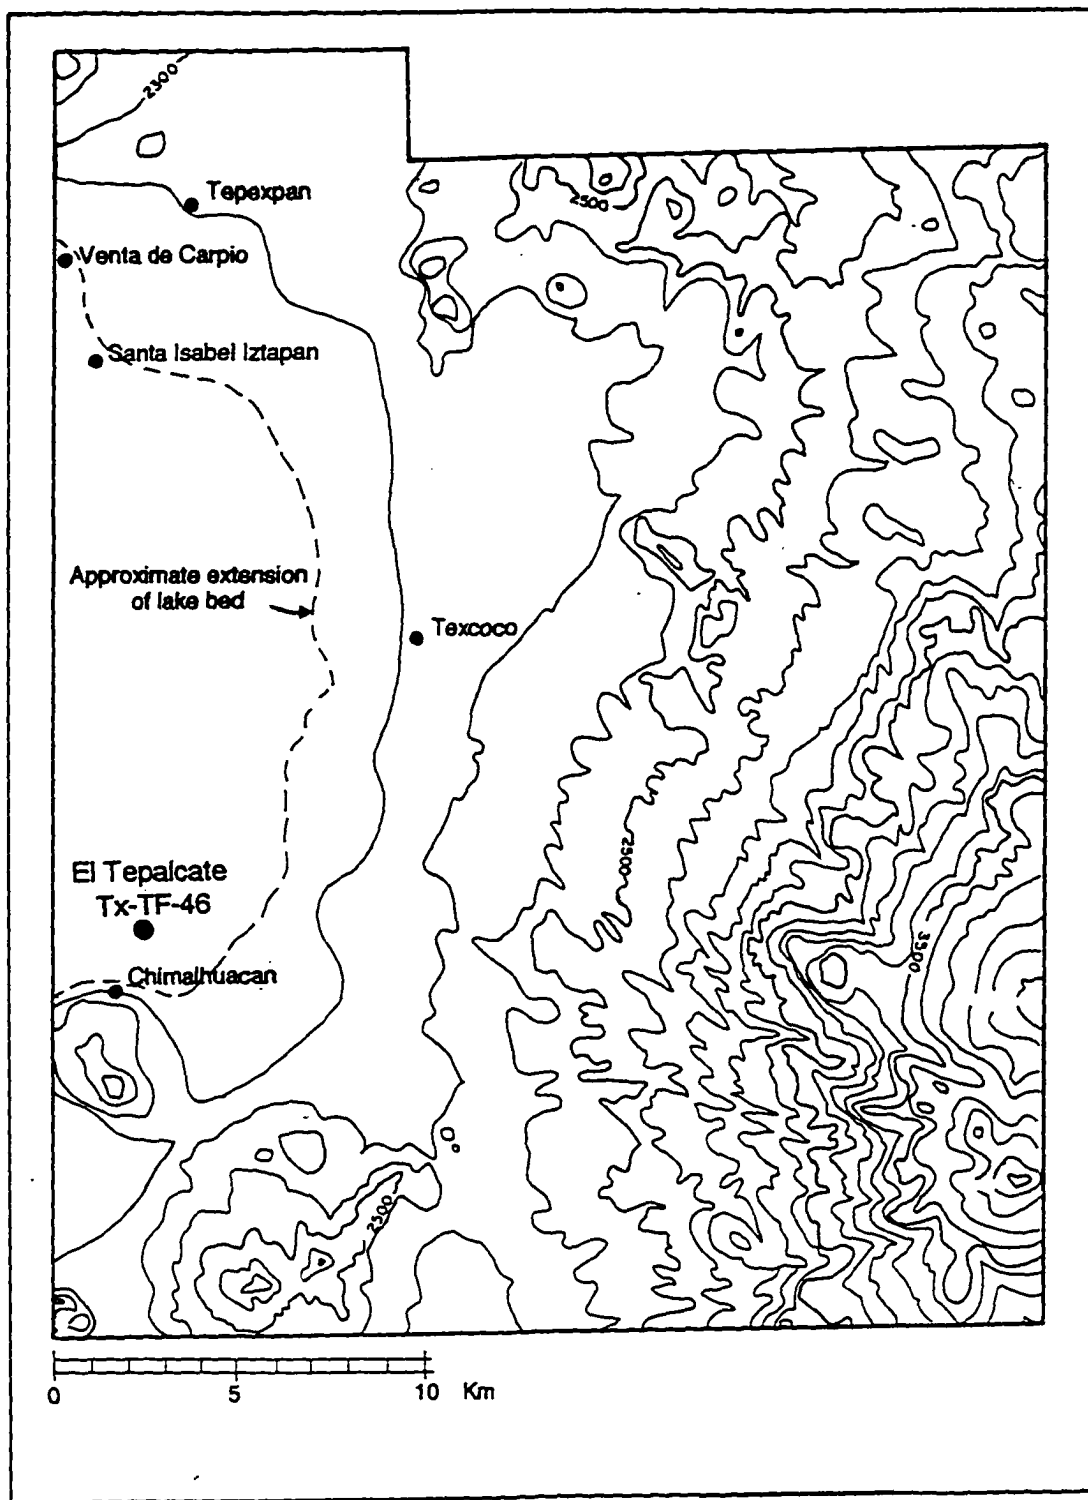 2300
2500
Tepexpan
Venta de Carpio
Santa Isabel Iztapan
Approximate extension
of lake bed
Texcoco
2500
El Tepalcate
Tx-TF-46
3500
Chimalhuacan
2500
0 5 10 Km